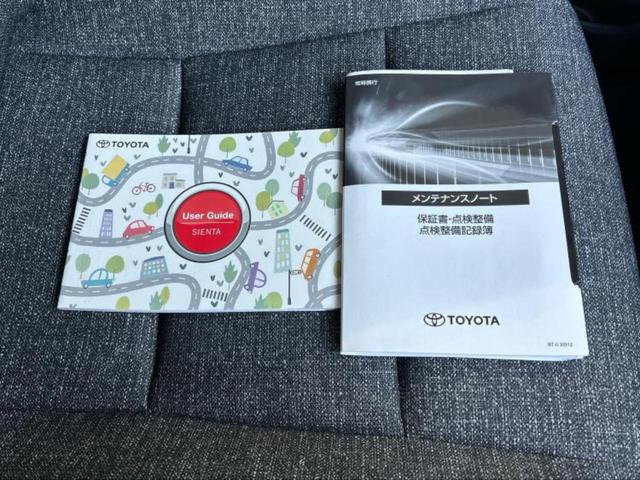 TOYOTA
User Guide
SIENTA
常時携行
メンテナンスノート
保証書・点検整備
点検整備記録簿
TOYOTA